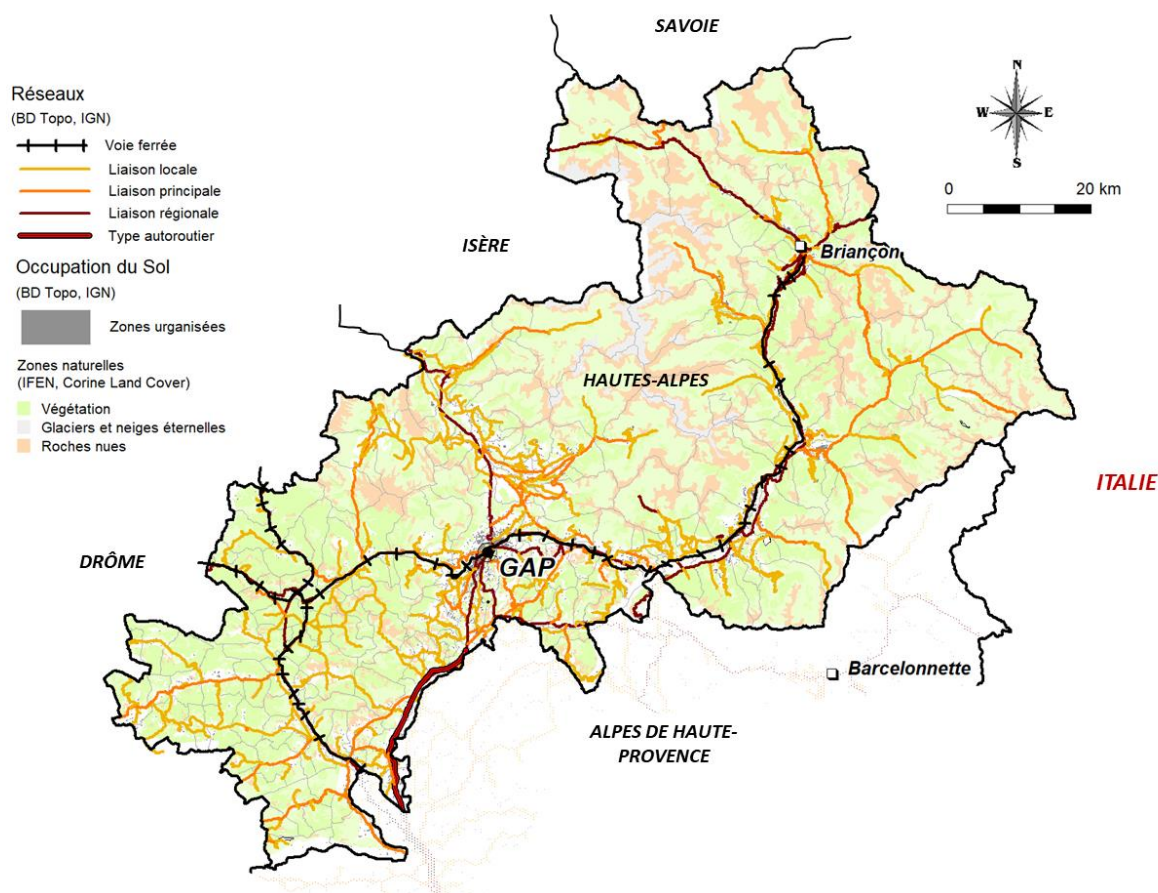 SAVOIE
N
W E
S
0 20 km
Réseaux
(BD Topo, IGN)
Voie ferrée
Liaison locale
Liaison principale
Liaison régionale
Type autoroutier
Occupation du Sol
(BD Topo, IGN)
Zones urganisées
Zones naturelles
(IFEN, Corine Land Cover)
Végétation
Glaciers et neiges éternelles
Roches nues
ISÈRE
Briançon
HAUTES-ALPES
ITALIE
DRÔME
GAP
Barcelonnette
ALPES DE HAUTE-
PROVENCE